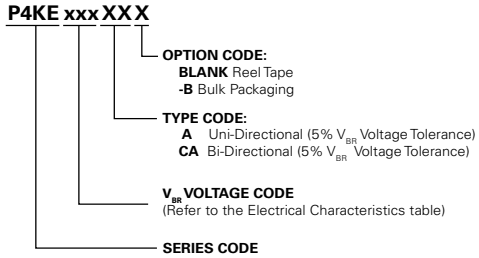 P4KE xxx XX X
OPTION CODE:
BLANK Reel Tape
-B Bulk Packaging
TYPE CODE:
A Uni-Directional (5% VBR Voltage Tolerance)
CA Bi-Directional (5% VBR Voltage Tolerance)
VBR VOLTAGE CODE
(Refer to the Electrical Characteristics table)
SERIES CODE